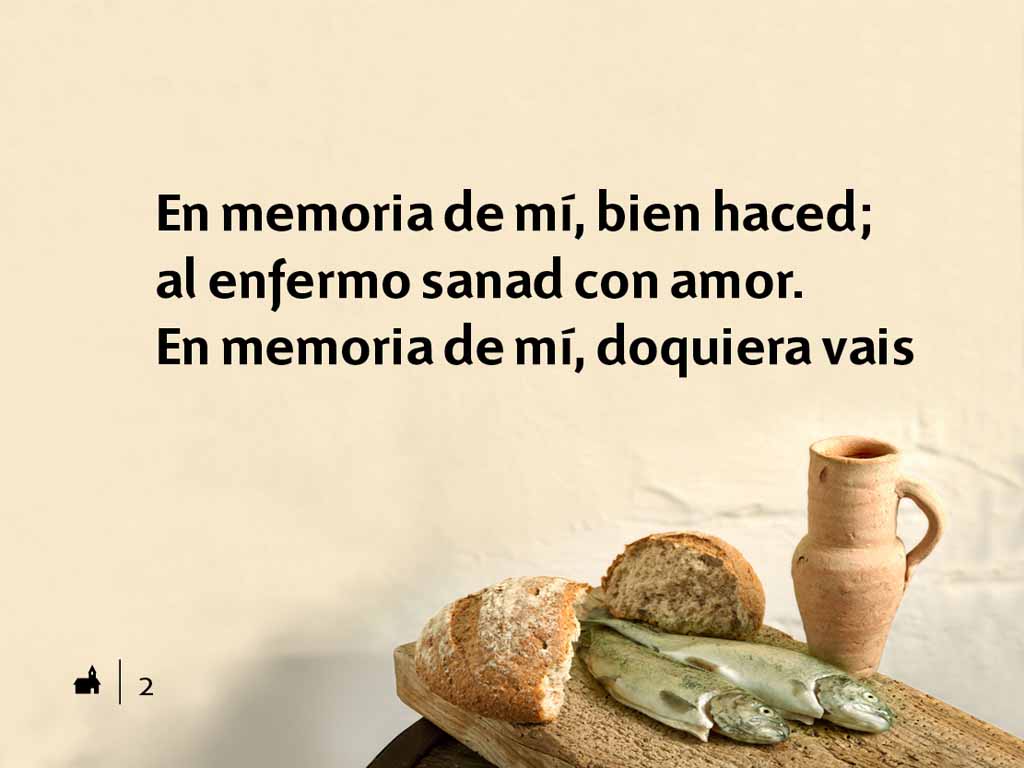 En memoria de mí, bien haced;
al enfermo sanad con amor.
En memoria de mí, doquiera vais
2